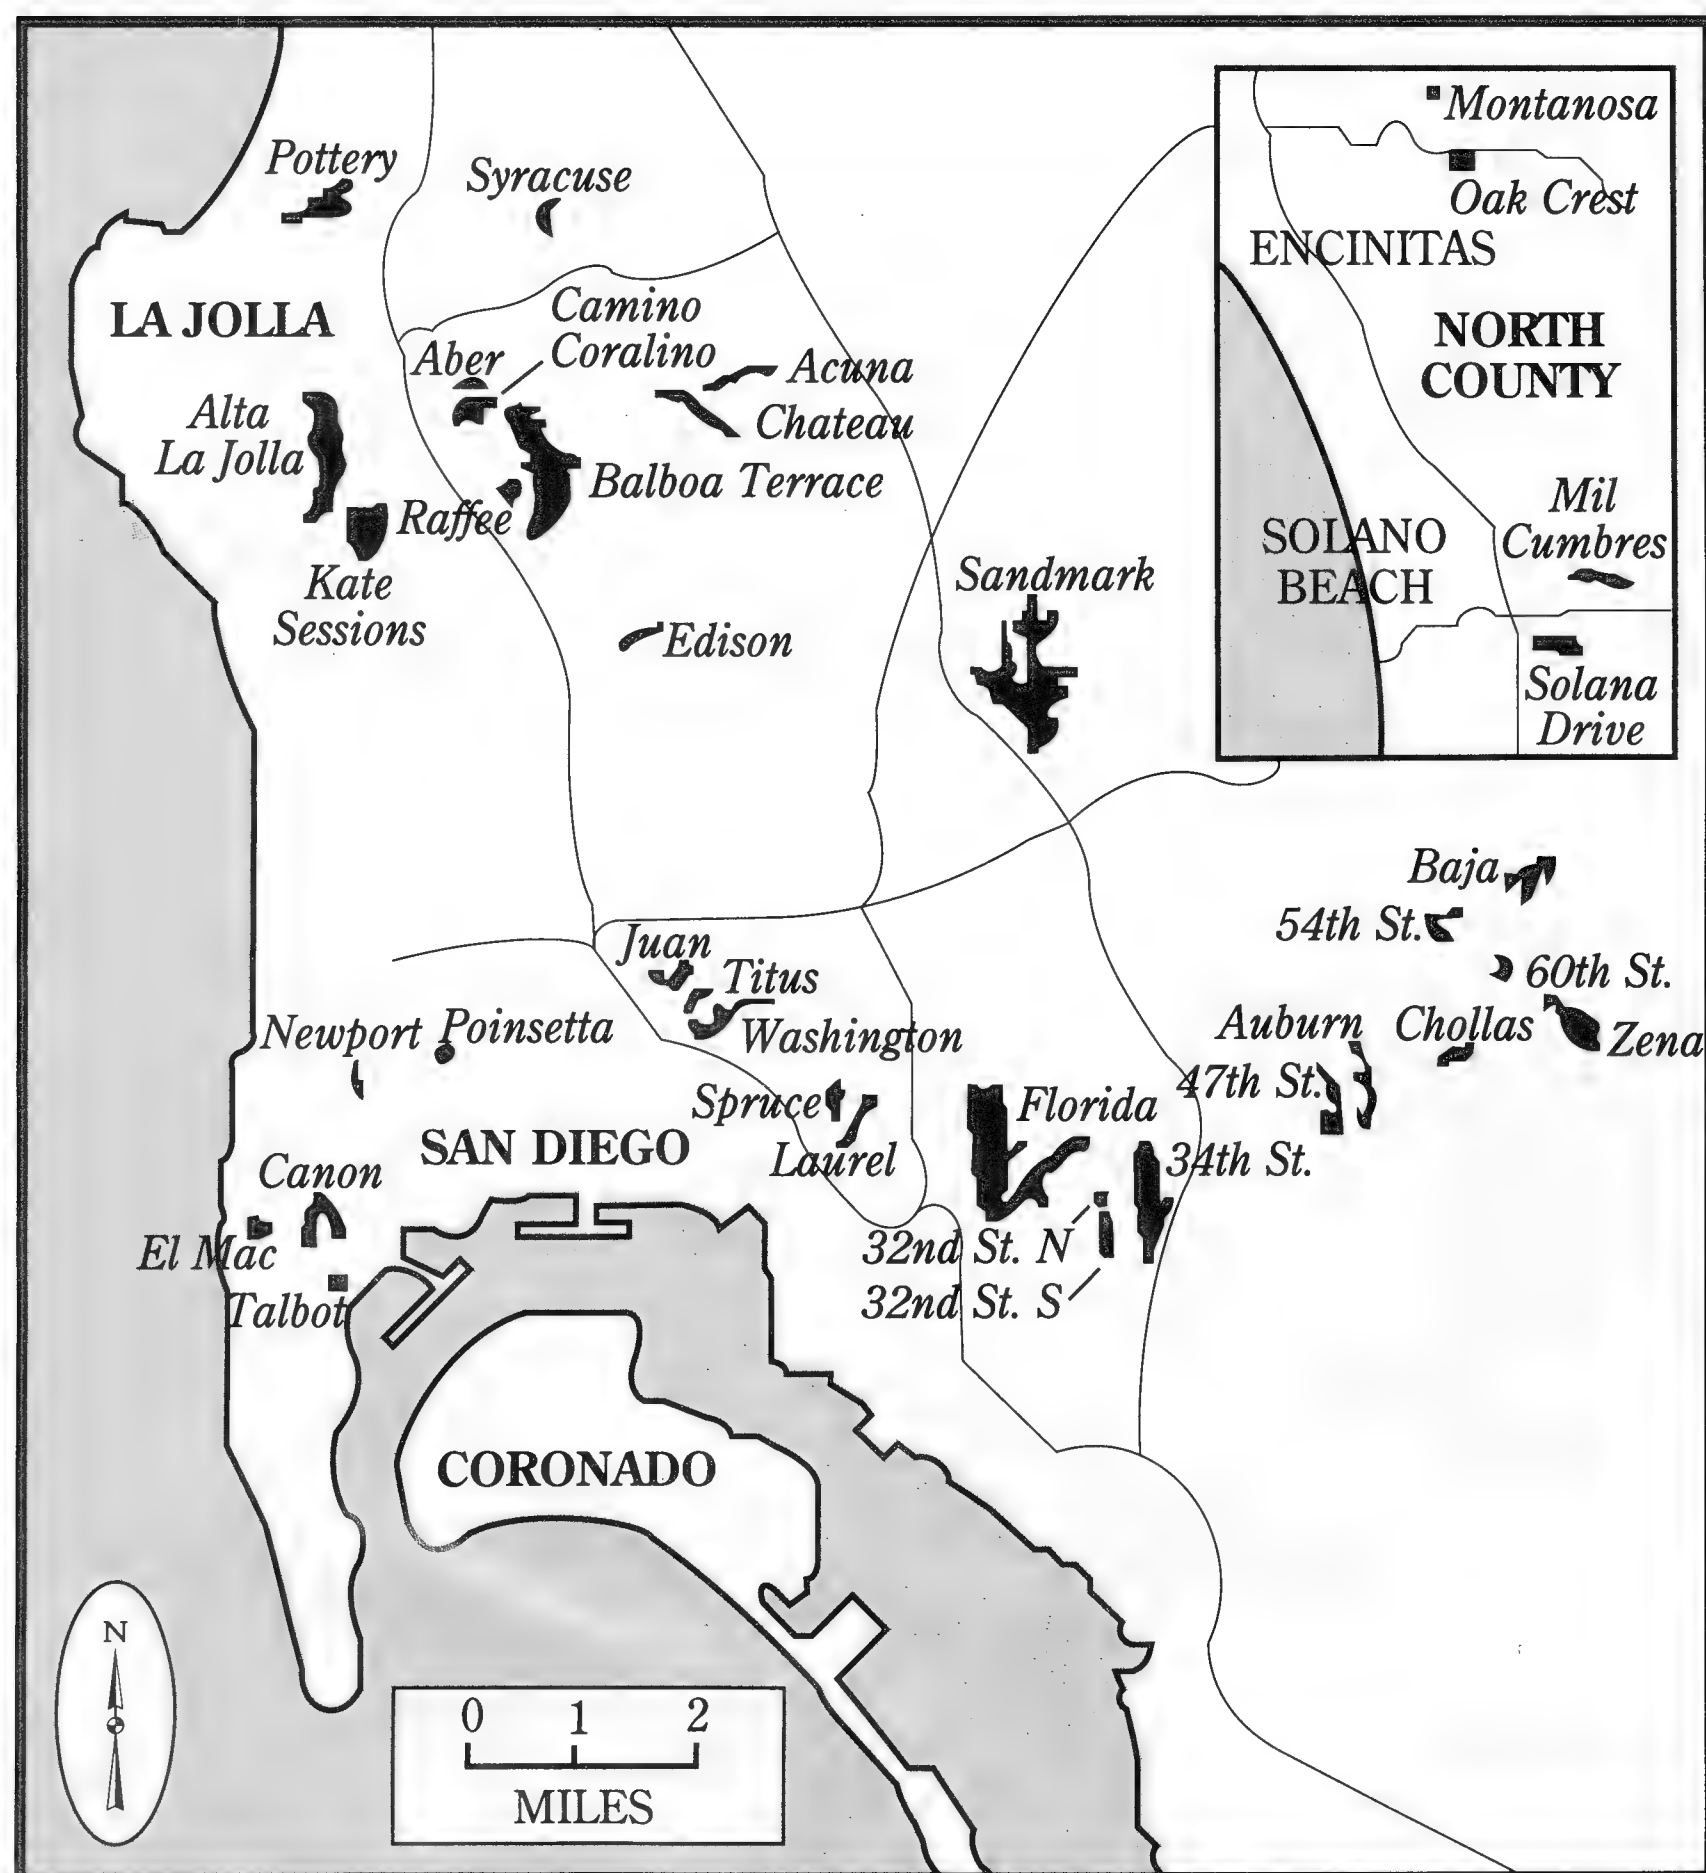 Pottery
Syracuse
LA JOLLA
Camino
Coralino
Aber
Acuna
Chateau
Alta
La Jolla
Balboa Terrace
Raffee
Kate
Sessions
Edison
Sandmark
Montanosa
Oak Crest
ENCINITAS
NORTH
COUNTY
Mil
Cumbres
SOLANO
BEACH
Solana
Drive
Baja
54th St.
60th St.
Juan
Titus
Washington
Newport
Poinsetta
Auburn
Chollas
Zena
47th St.
Spruce
Florida
Laurel
34th St.
SAN DIEGO
Canon
El Mac
Talbot
32nd St. N
32nd St. S
CORONADO
N
0 1 2
MILES